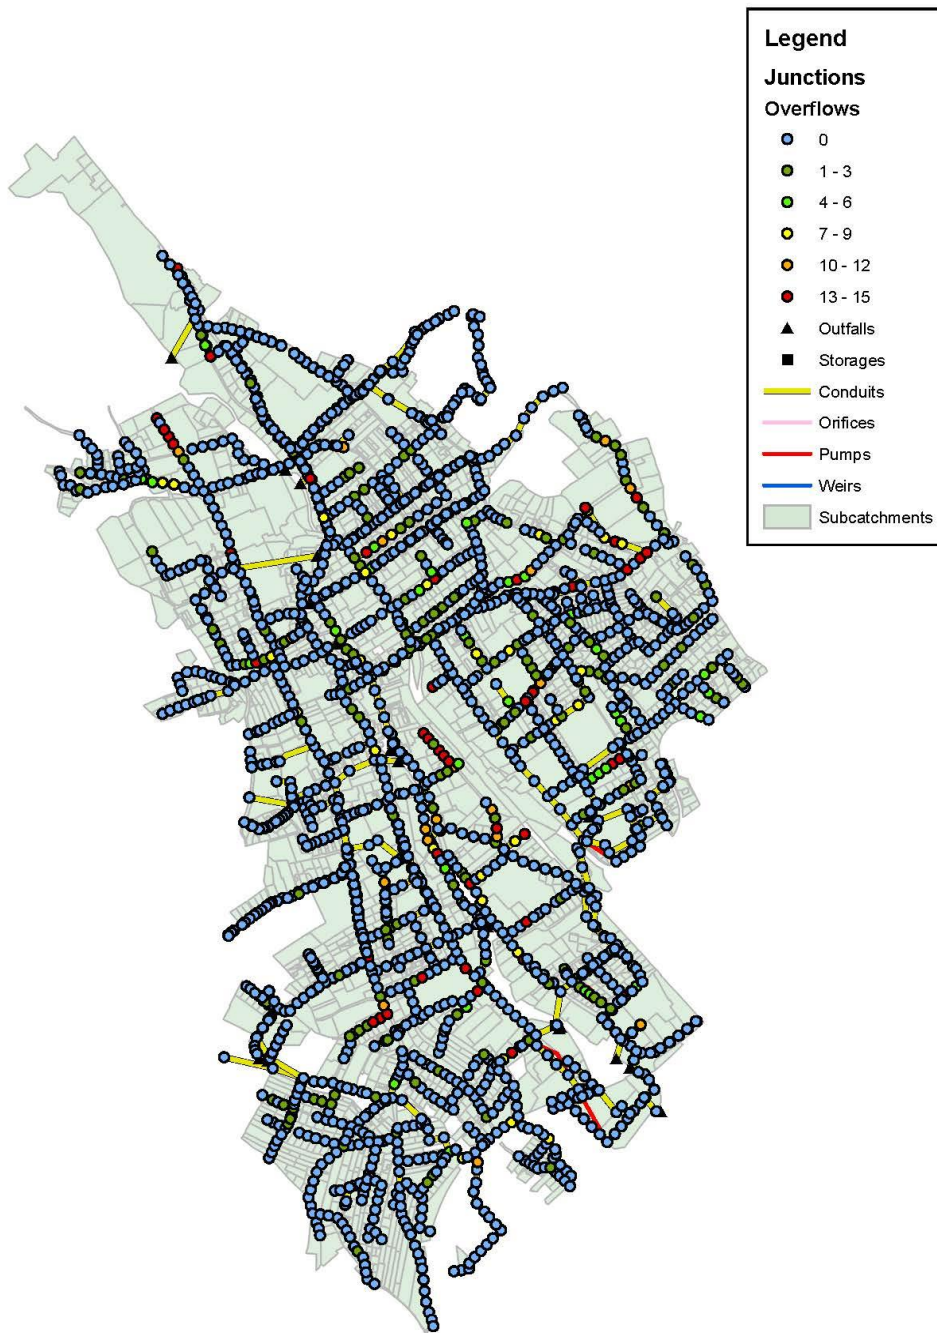 Legend
Junctions
Overflows
0
1 - 3
4 - 6
7 - 9
10 - 12
13 - 15
Outfalls
Storages
Conduits
Orifices
Pumps
Weirs
Subcatchments